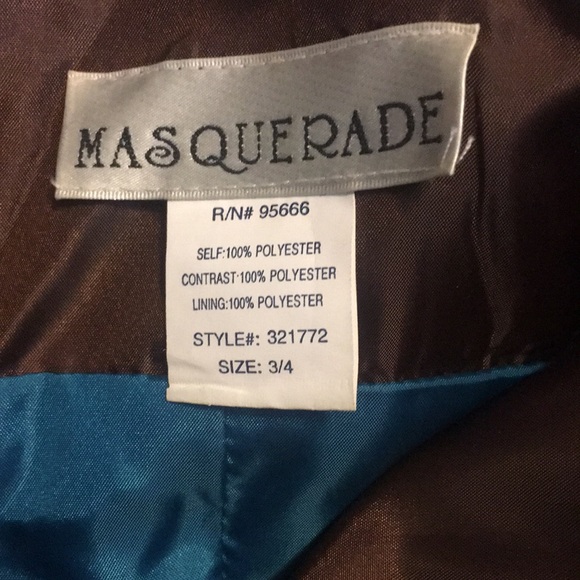 MASQUERADE
R/N# 95666
SELF:100% POLYESTER
CONTRAST:100% POLYESTER
LINING:100% POLYESTER
STYLE#: 321772
SIZE: 3/4